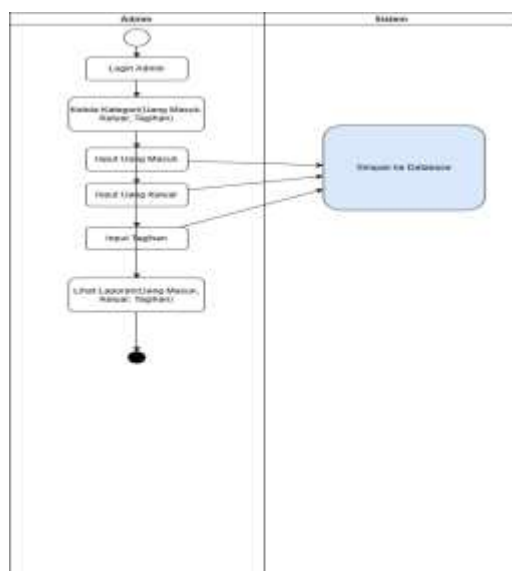 Admin
Sistem
Login Admin
Kelola Kategori(Uang Masuk,
Keluar, Tagihan)
Input Uang Masuk
Input Uang Keluar
Input Tagihan
Simpan ke Database
Lihat Laporan(Uang Masuk,
Keluar, Tagihan)